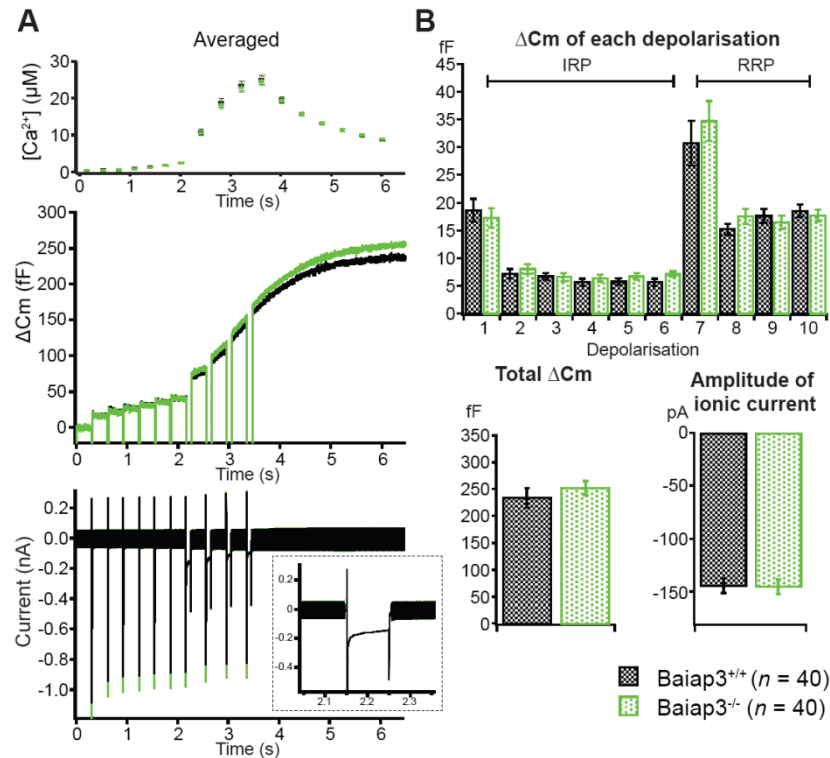 A
Averaged
[Ca²⁺] (µM)
30
20
10
0
0 1 2 3 4 5 6
Time (s)
ΔCm (fF)
300
250
200
150
100
50
0
0 1 2 3 4 5 6
Time (s)
Current (nA)
0.2
0.0
-0.2
-0.4
-0.6
-0.8
-1.0
0 1 2 3 4 5 6
Time (s)
0.2
0
-0.2
-0.4
2.1 2.2 2.3
B
ΔCm of each depolarisation
fF
IRP RRP
45
40
35
30
25
20
15
10
5
0
1 2 3 4 5 6 7 8 9 10
Depolarisation
Total ΔCm
fF
350
300
250
200
150
100
50
0
Amplitude of
ionic current
pA
0
-50
-100
-150
Baiap3⁺/⁺ (n = 40)
Baiap3⁻/⁻ (n = 40)